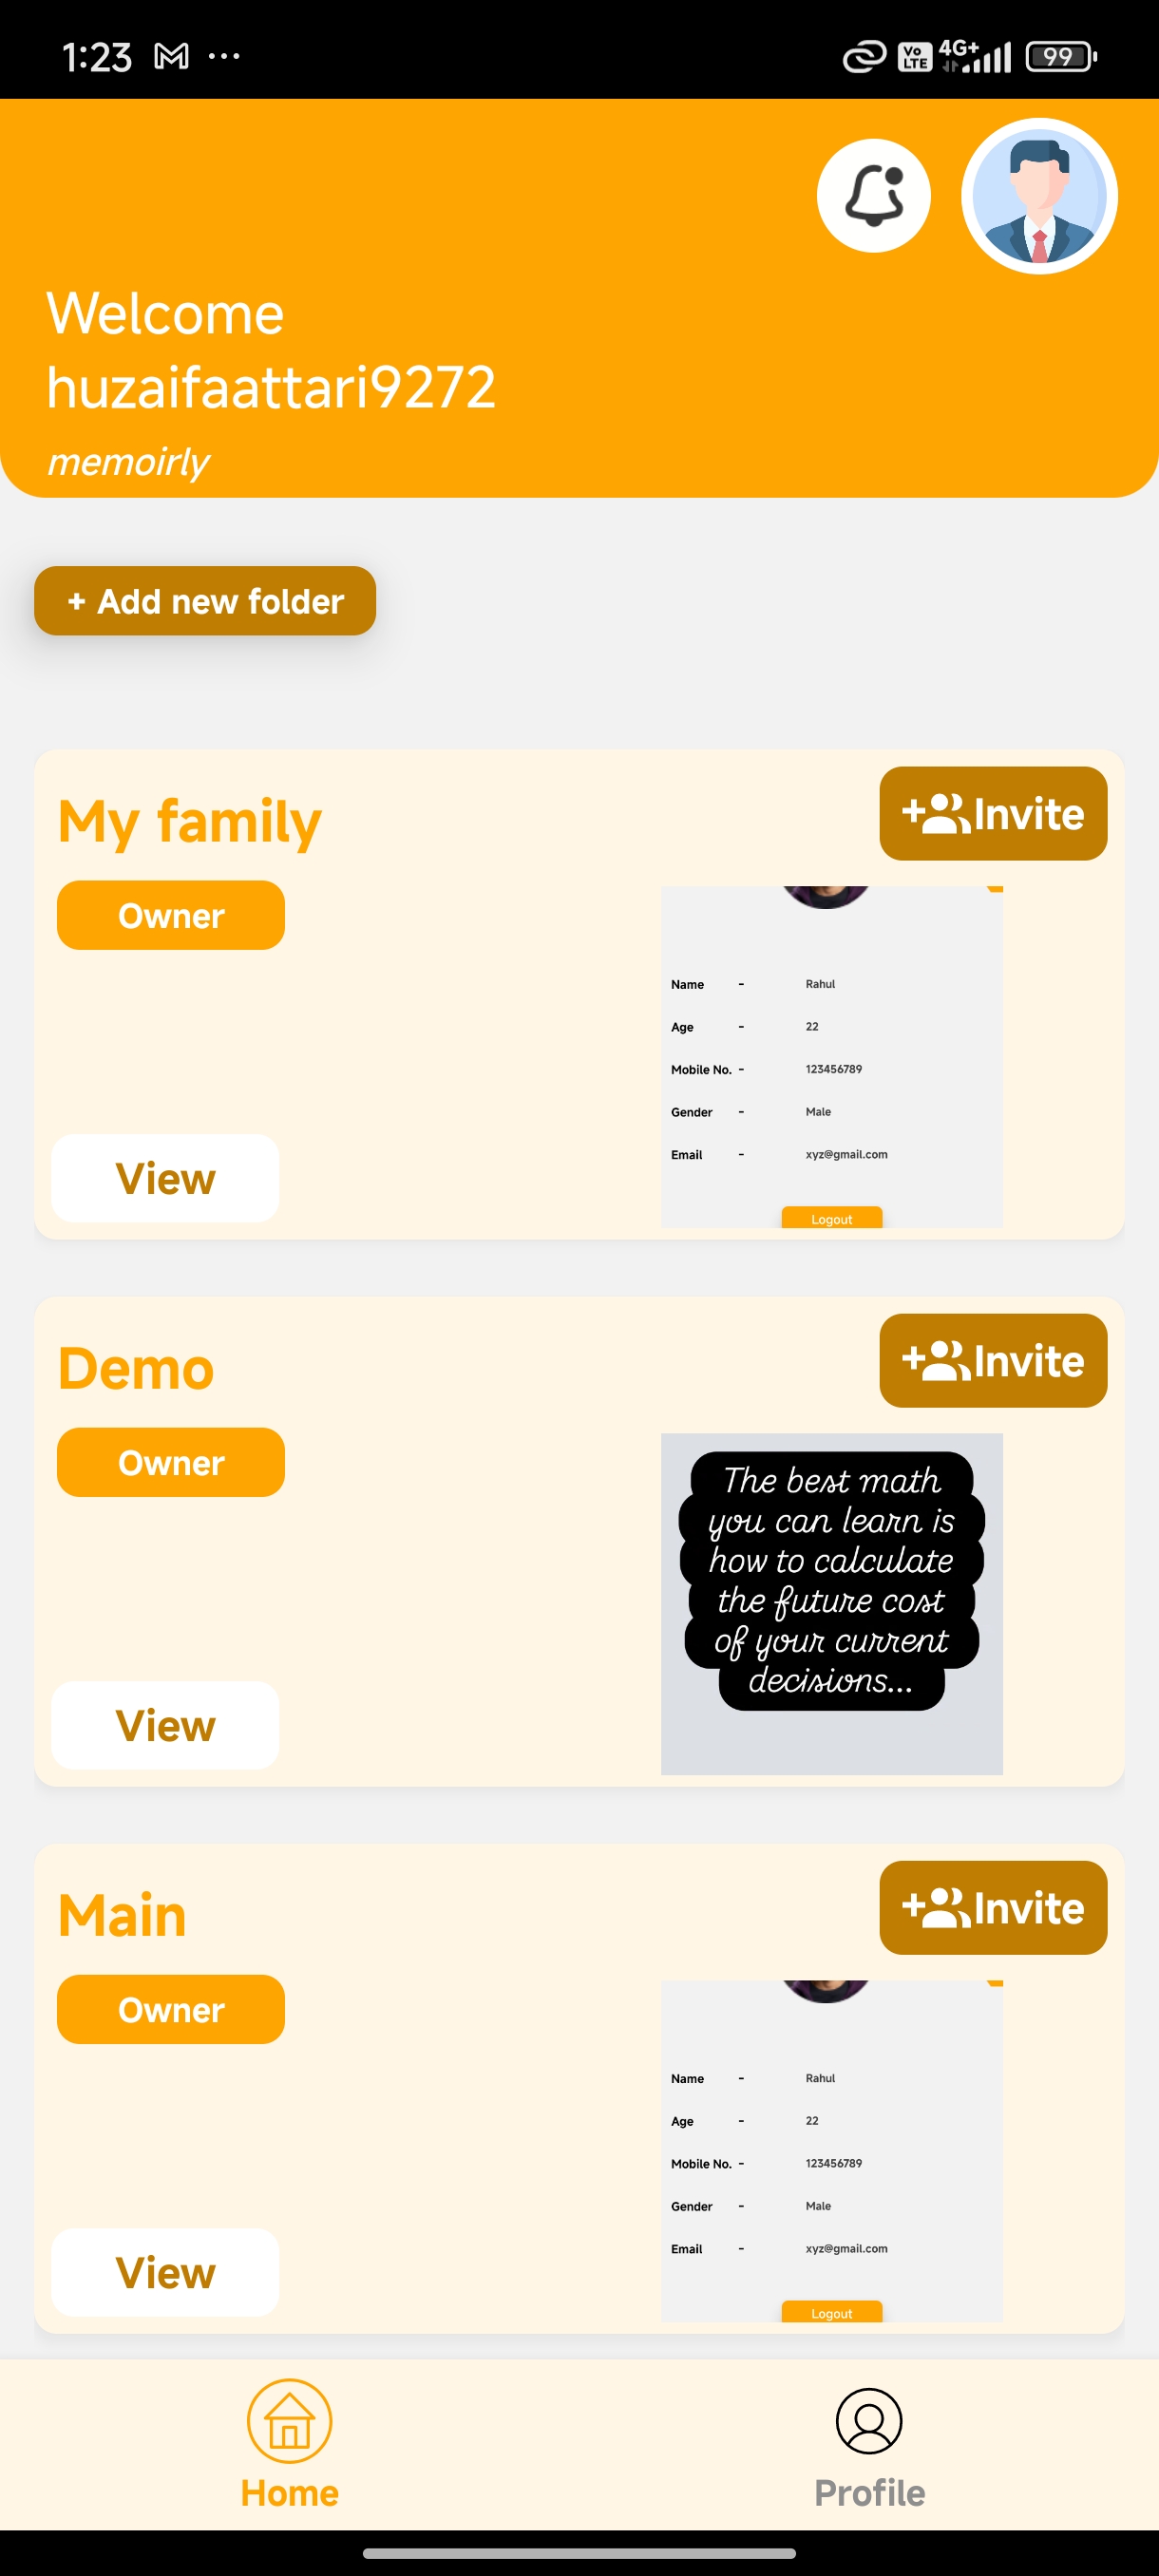 1:23
Vo LTE 4G+ 99
Welcome
huzaifaattari9272
memoirly
+ Add new folder
My family
+ Invite
Owner
Name - Rahul
Age - 22
Mobile No. - 123456789
Gender - Male
Email - xyz@gmail.com
View
Logout
Demo
+ Invite
Owner
The best math
you can learn is
how to calculate
the future cost
of your current
decisions...
View
Main
+ Invite
Owner
Name - Rahul
Age - 22
Mobile No. - 123456789
Gender - Male
Email - xyz@gmail.com
View
Logout
Home
Profile